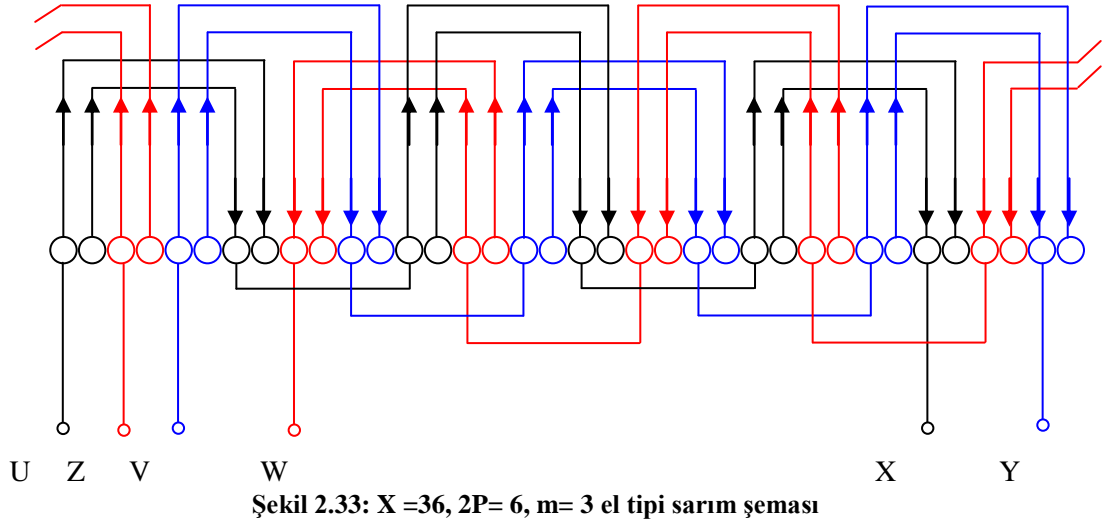 U Z V W X Y
Şekil 2.33: X =36, 2P= 6, m= 3 el tipi sarım şeması